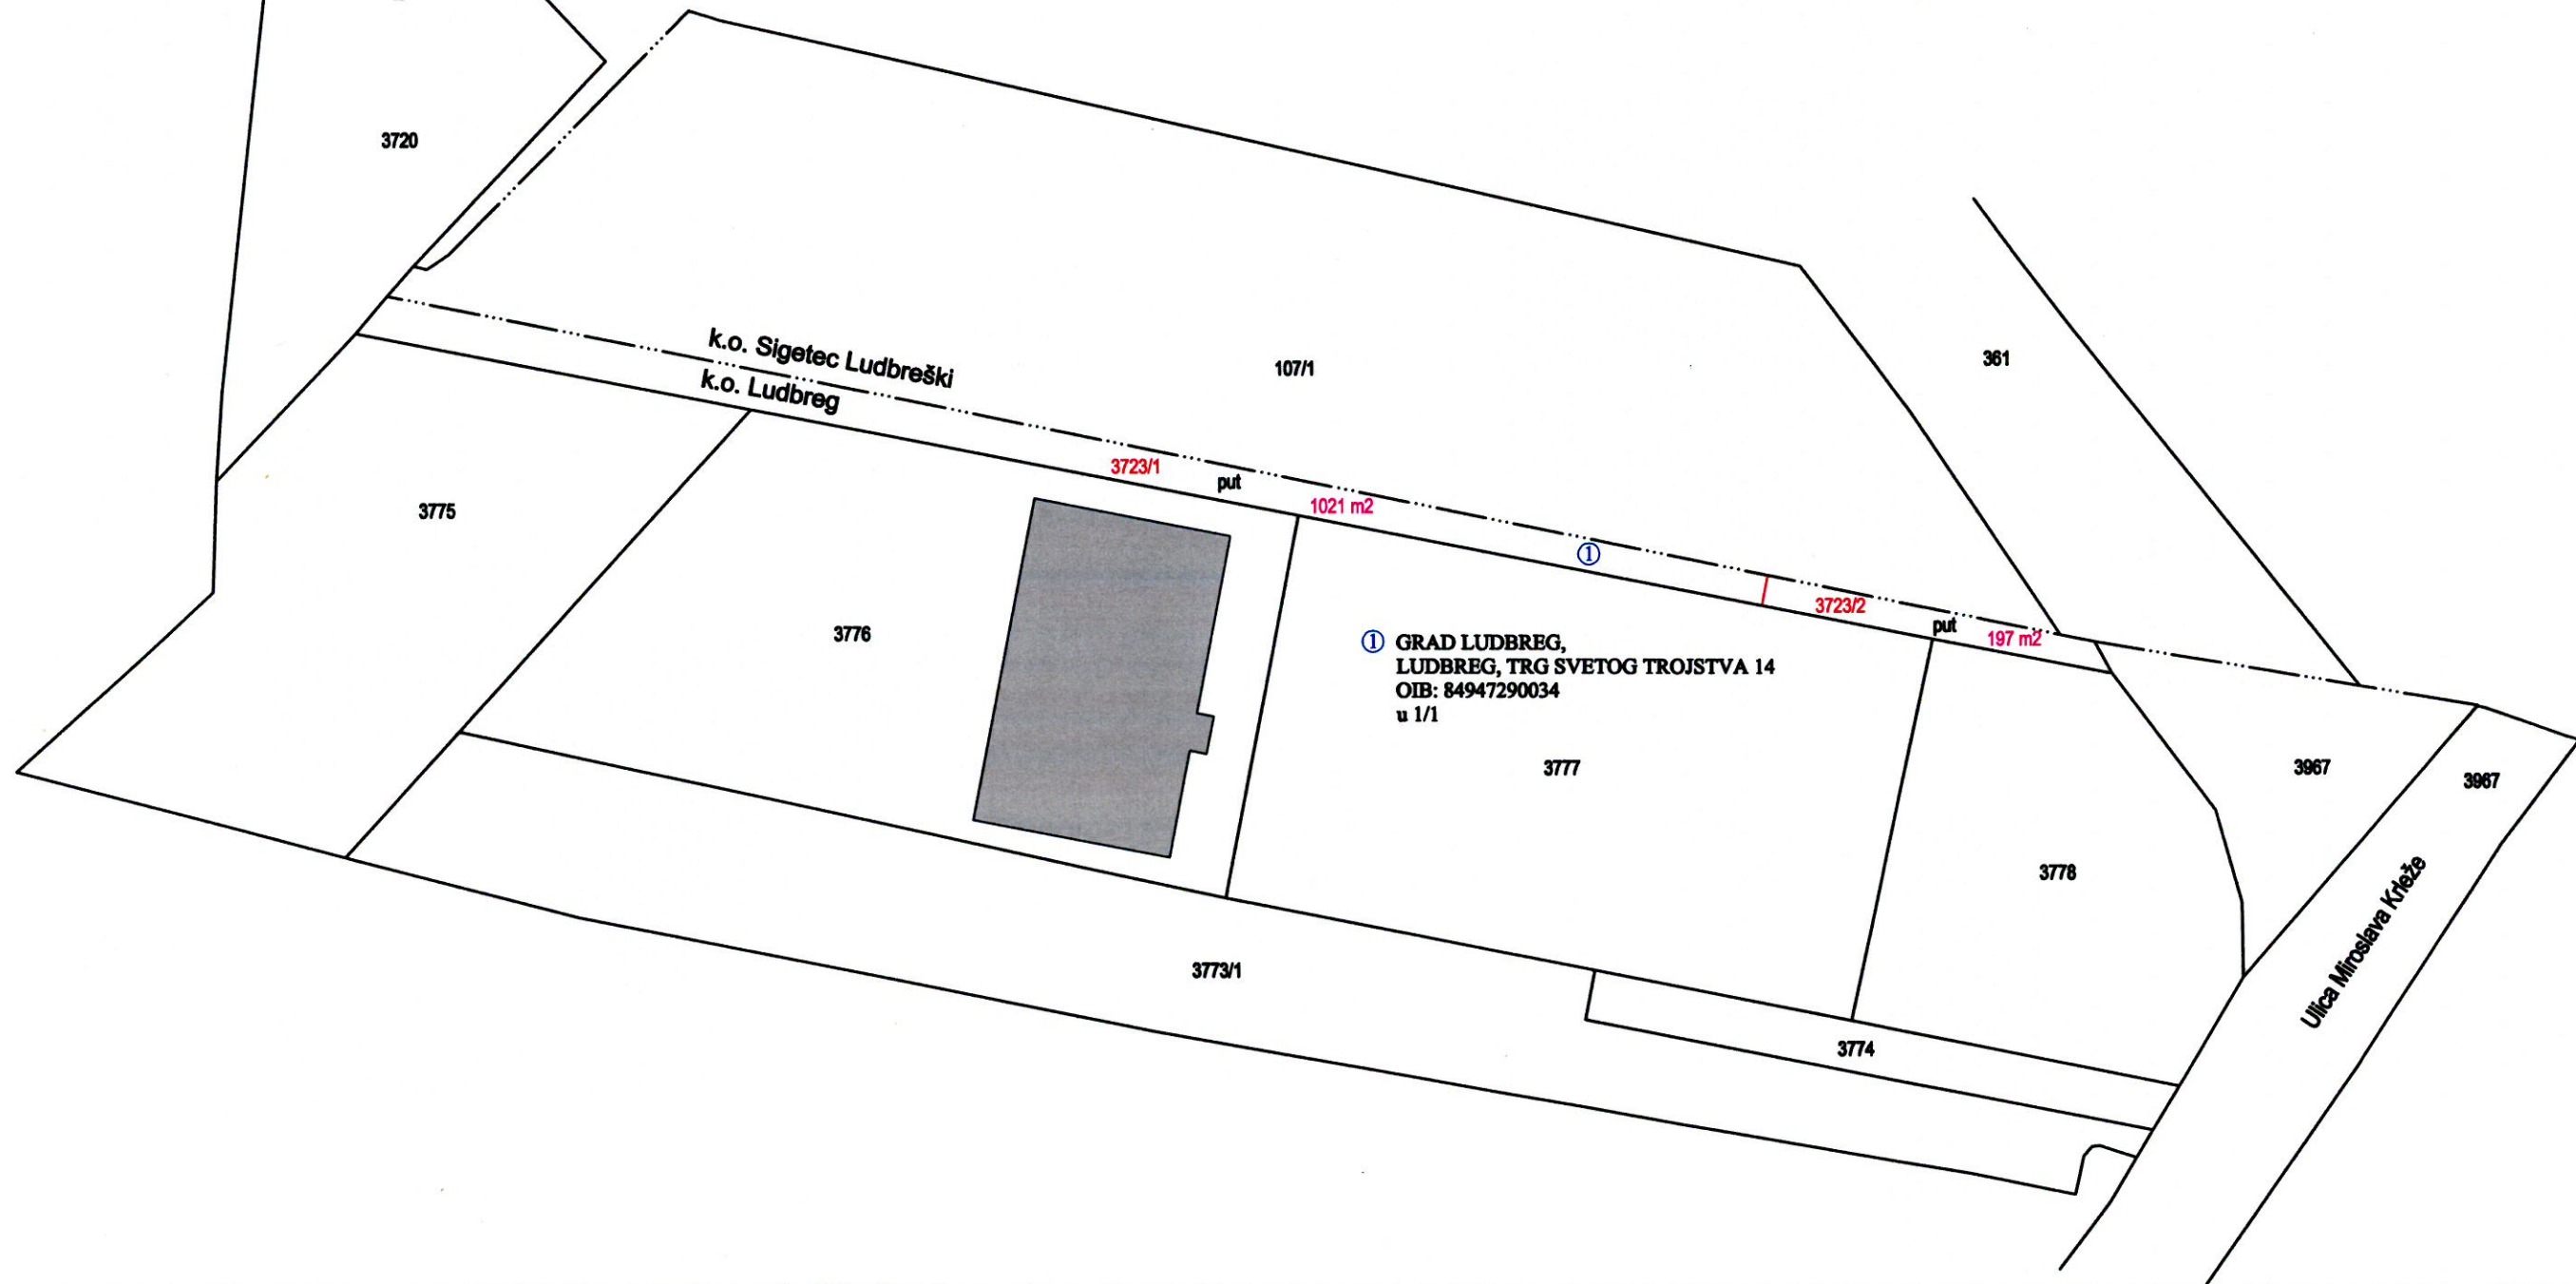 3720
k.o. Sigetec Ludbreški
k.o. Ludbreg
107/1
361
3723/1
put
1021 m2
3775
1
3723/2
put
197 m2
3776
1 GRAD LUDBREG,
LUDBREG, TRG SVETOG TROJSTVA 14
OIB: 84947290034
u 1/1
3777
3967
3967
3778
Ulica Miroslava Krleže
3773/1
3774